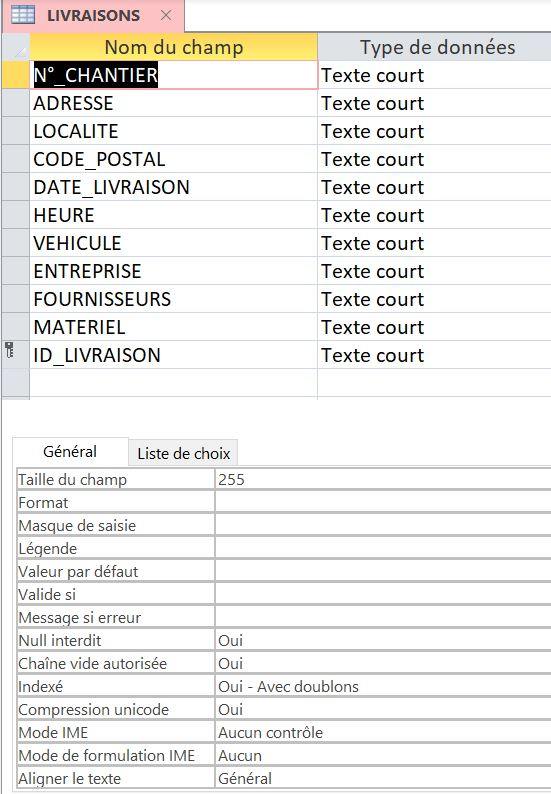 LIVRAISONS
Nom du champ Type de données
N°_CHANTIER Texte court
ADRESSE Texte court
LOCALITE Texte court
CODE_POSTAL Texte court
DATE_LIVRAISON Texte court
HEURE Texte court
VEHICULE Texte court
ENTREPRISE Texte court
FOURNISSEURS Texte court
MATERIEL Texte court
ID_LIVRAISON Texte court
Général Liste de choix
Taille du champ 255
Format
Masque de saisie
Légende
Valeur par défaut
Valide si
Message si erreur
Null interdit Oui
Chaîne vide autorisée Oui
Indexé Oui - Avec doublons
Compression unicode Oui
Mode IME Aucun contrôle
Mode de formulation IME Aucun
Aligner le texte Général